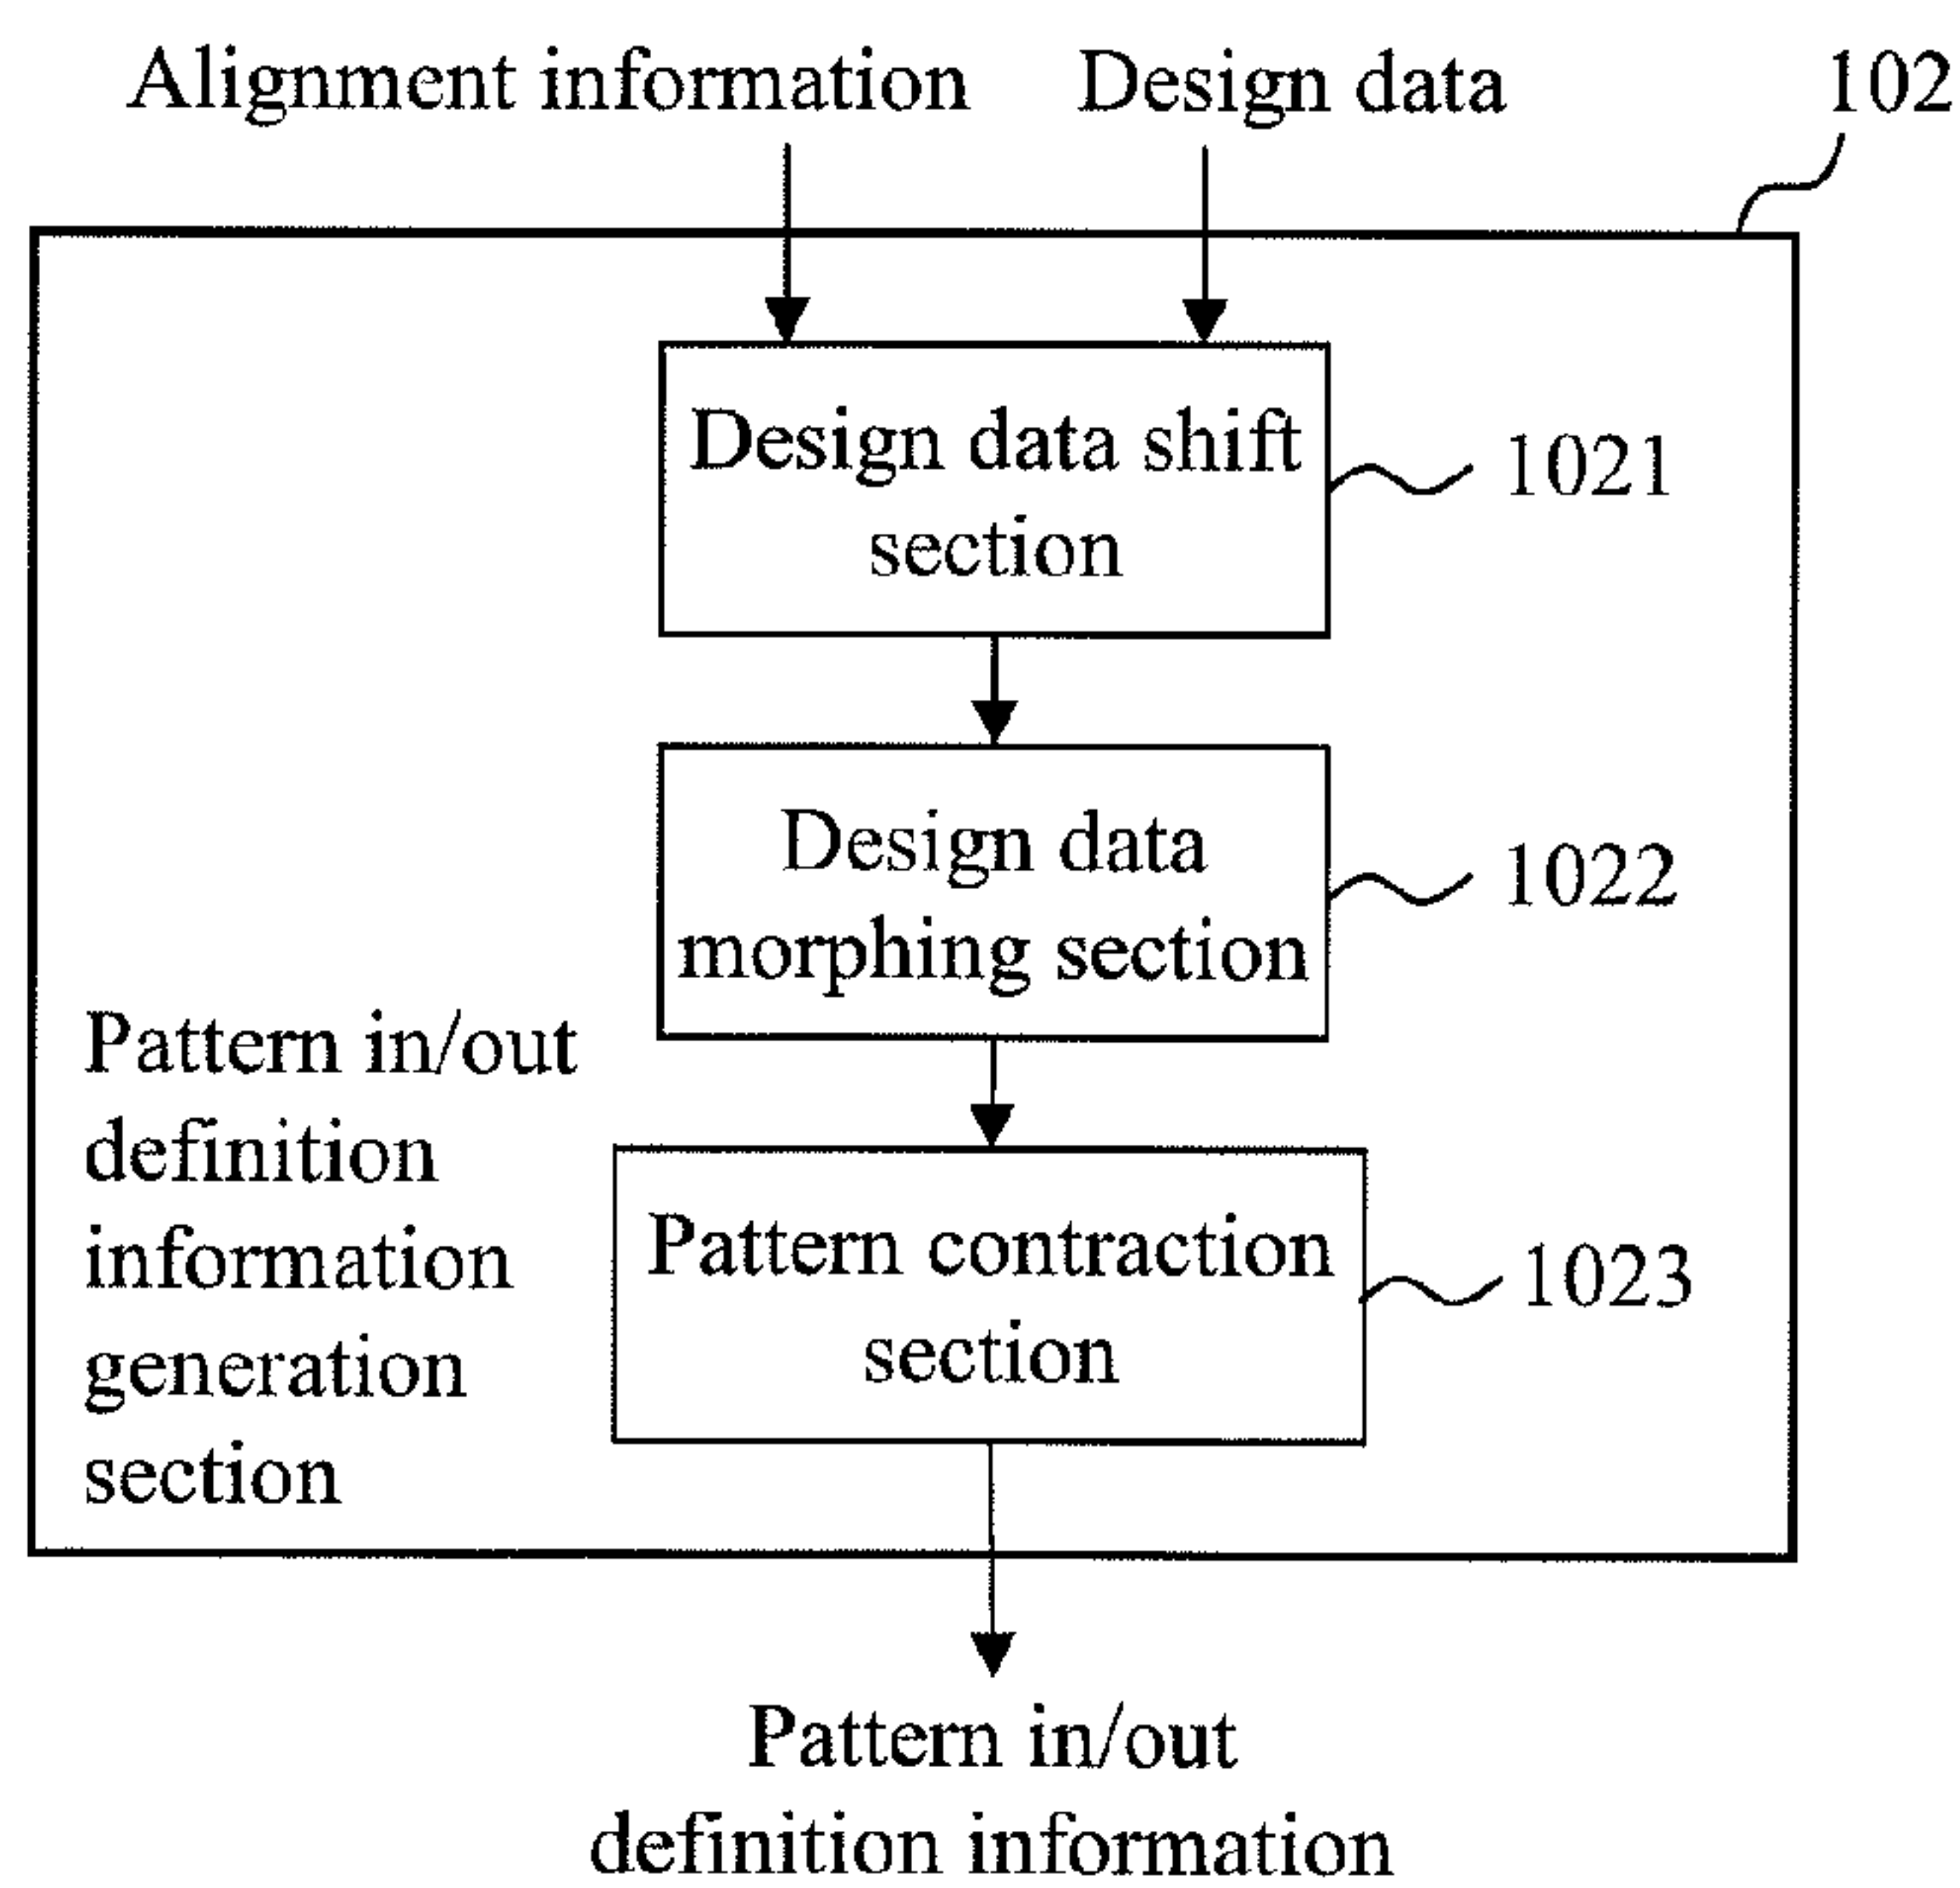 Alignment information
Design data
102
Design data shift
section
1021
Design data
morphing section
1022
Pattern in/out
definition
information
generation
section
Pattern contraction
section
1023
Pattern in/out
definition information